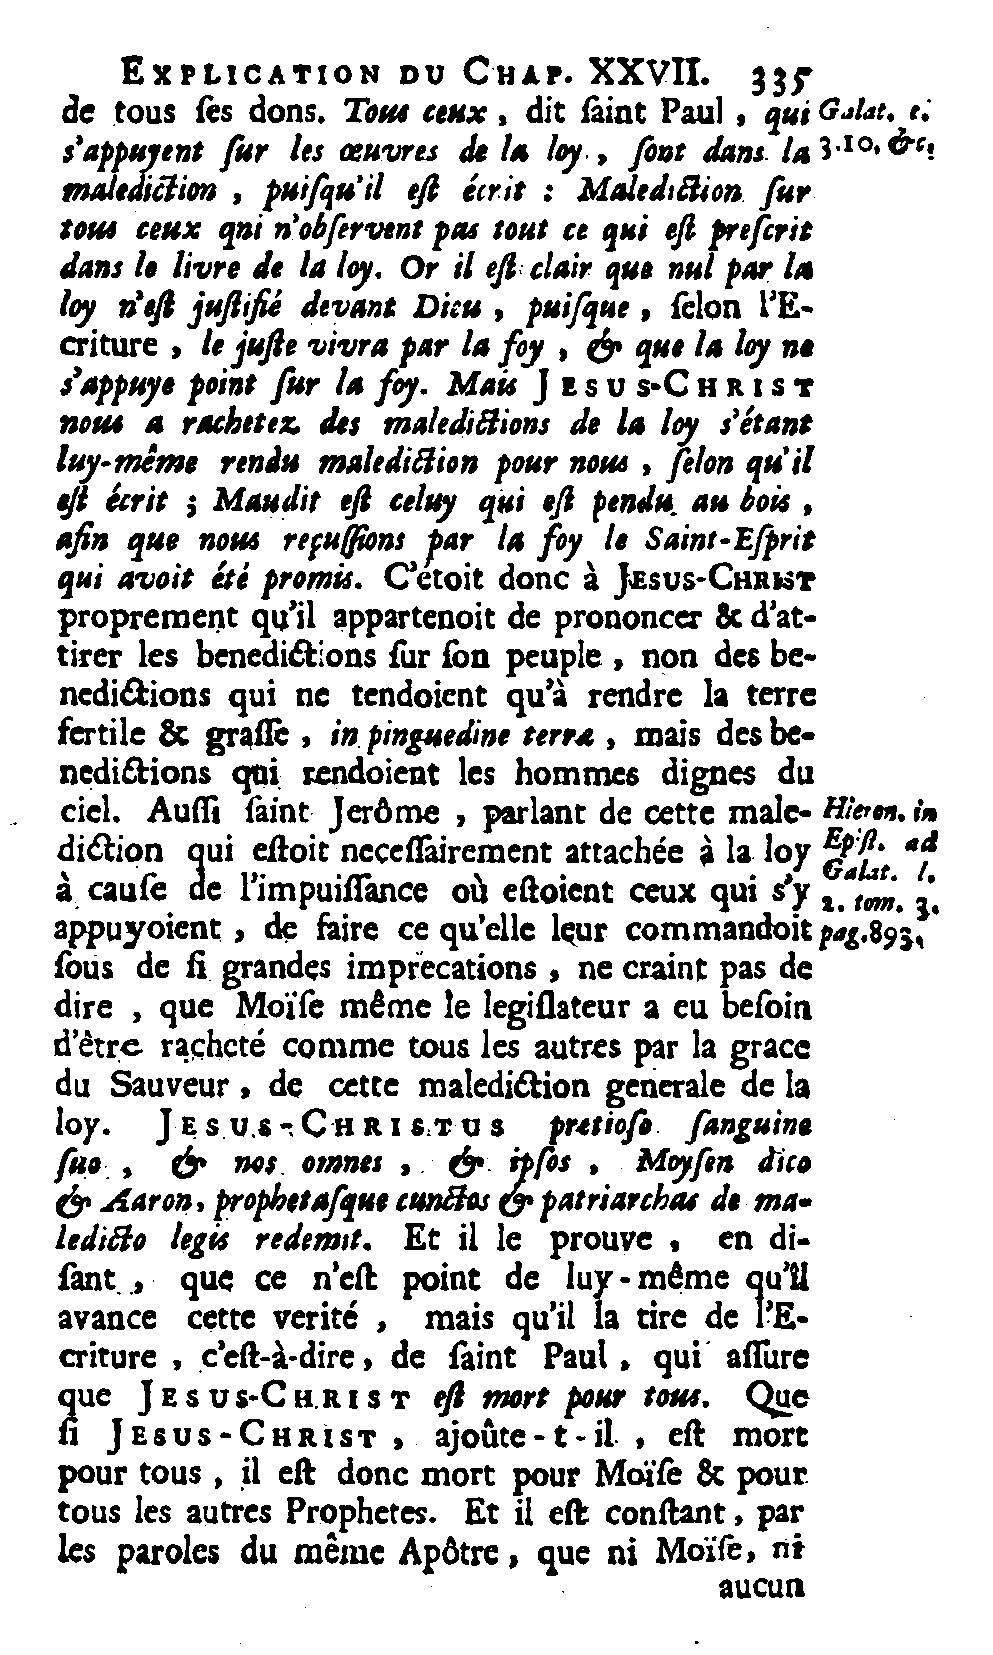 EXPLICATION DU CHAP. XXVII. 335
de tous ſes dons. Tous ceux, dit ſaint Paul, qui
s'appuyent ſur les œuvres de la loy, ſont dans la
malediction, puiſqu'il eſt écrit : Malediction ſur
tous ceux qni n'obſervent pas tout ce qui eſt preſcrit
dans le livre de la loy. Or il eſt clair que nul par la
loy n'eſt juſtifié devant Dieu, puiſque, ſelon l'E-
criture, le juſte vivra par la foy, & que la loy ne
s'appuye point ſur la foy. Mais JESUS-CHRIST
nous a rachetez des maledictions de la loy s'étant
luy-même rendu malediction pour nous, ſelon qu'il
eſt écrit ; Maudit eſt celuy qui eſt pendu au bois,
afin que nous reçuſſions par la foy le Saint-Eſprit
qui avoit été promis. C'étoit donc à JESUS-CHRIST
proprement qu'il appartenoit de prononcer & d'at-
tirer les benedictions ſur ſon peuple, non des be-
nedictions qui ne tendoient qu'à rendre la terre
fertile & graſſe, in pinguedine terræ, mais des be-
nedictions qui rendoient les hommes dignes du
ciel. Auſſi ſaint Jerôme, parlant de cette male-
diction qui eſtoit neceſſairement attachée à la loy
à cauſe de l'impuiſſance où eſtoient ceux qui s'y
appuyoient, de faire ce qu'elle leur commandoit
ſous de ſi grandes imprecations, ne craint pas de
dire, que Moïſe même le legiſlateur a eu beſoin
d'être racheté comme tous les autres par la grace
du Sauveur, de cette malediction generale de la
loy. JESUS-CHRISTUS pretioſo ſanguine
ſuo, & nos omnes, & ipſos, Moyſen dico
& Aaron, prophetaſque cunctos & patriarchas de ma-
ledicto legis redemit. Et il le prouve, en di-
ſant, que ce n'eſt point de luy-même qu'il
avance cette verité, mais qu'il la tire de l'E-
criture, c'eſt-à-dire, de ſaint Paul, qui aſſure
que JESUS-CHRIST eſt mort pour tous. Que
ſi JESUS-CHRIST, ajoûte-t-il, eſt mort
pour tous, il eſt donc mort pour Moïſe & pour
tous les autres Prophetes. Et il eſt conſtant, par
les paroles du même Apôtre, que ni Moïſe, ni
aucun
Galat. c.
3.10. &c.
Hieron. in
Epiſt. ad
Galat. l.
2. tom. 3.
pag. 893.